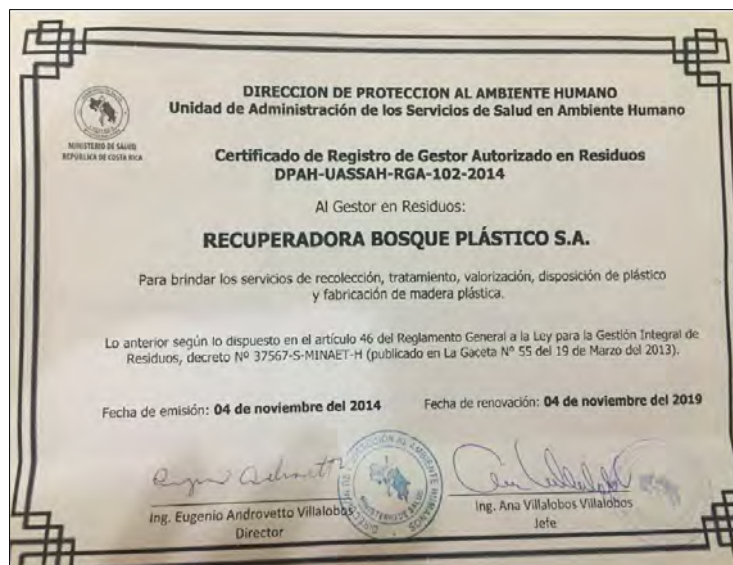 DIRECCION DE PROTECCION AL AMBIENTE HUMANO
Unidad de Administración de los Servicios de Salud en Ambiente Humano
MINISTERIO DE SALUD
REPÚBLICA DE COSTA RICA
Certificado de Registro de Gestor Autorizado en Residuos
DPAH-UASSAH-RGA-102-2014
Al Gestor en Residuos:
RECUPERADORA BOSQUE PLÁSTICO S.A.
Para brindar los servicios de recolección, tratamiento, valorización, disposición de plástico
y fabricación de madera plástica.
Lo anterior según lo dispuesto en el artículo 46 del Reglamento General a la Ley para la Gestión Integral de
Residuos, decreto Nº 37567-S-MINAET-H (publicado en La Gaceta N° 55 del 19 de Marzo del 2013).
Fecha de emisión: 04 de noviembre del 2014
Fecha de renovación: 04 de noviembre del 2019
Ing. Eugenio Androvetto Villalobos
Director
Ing. Ana Villalobos Villalobos
Jefe